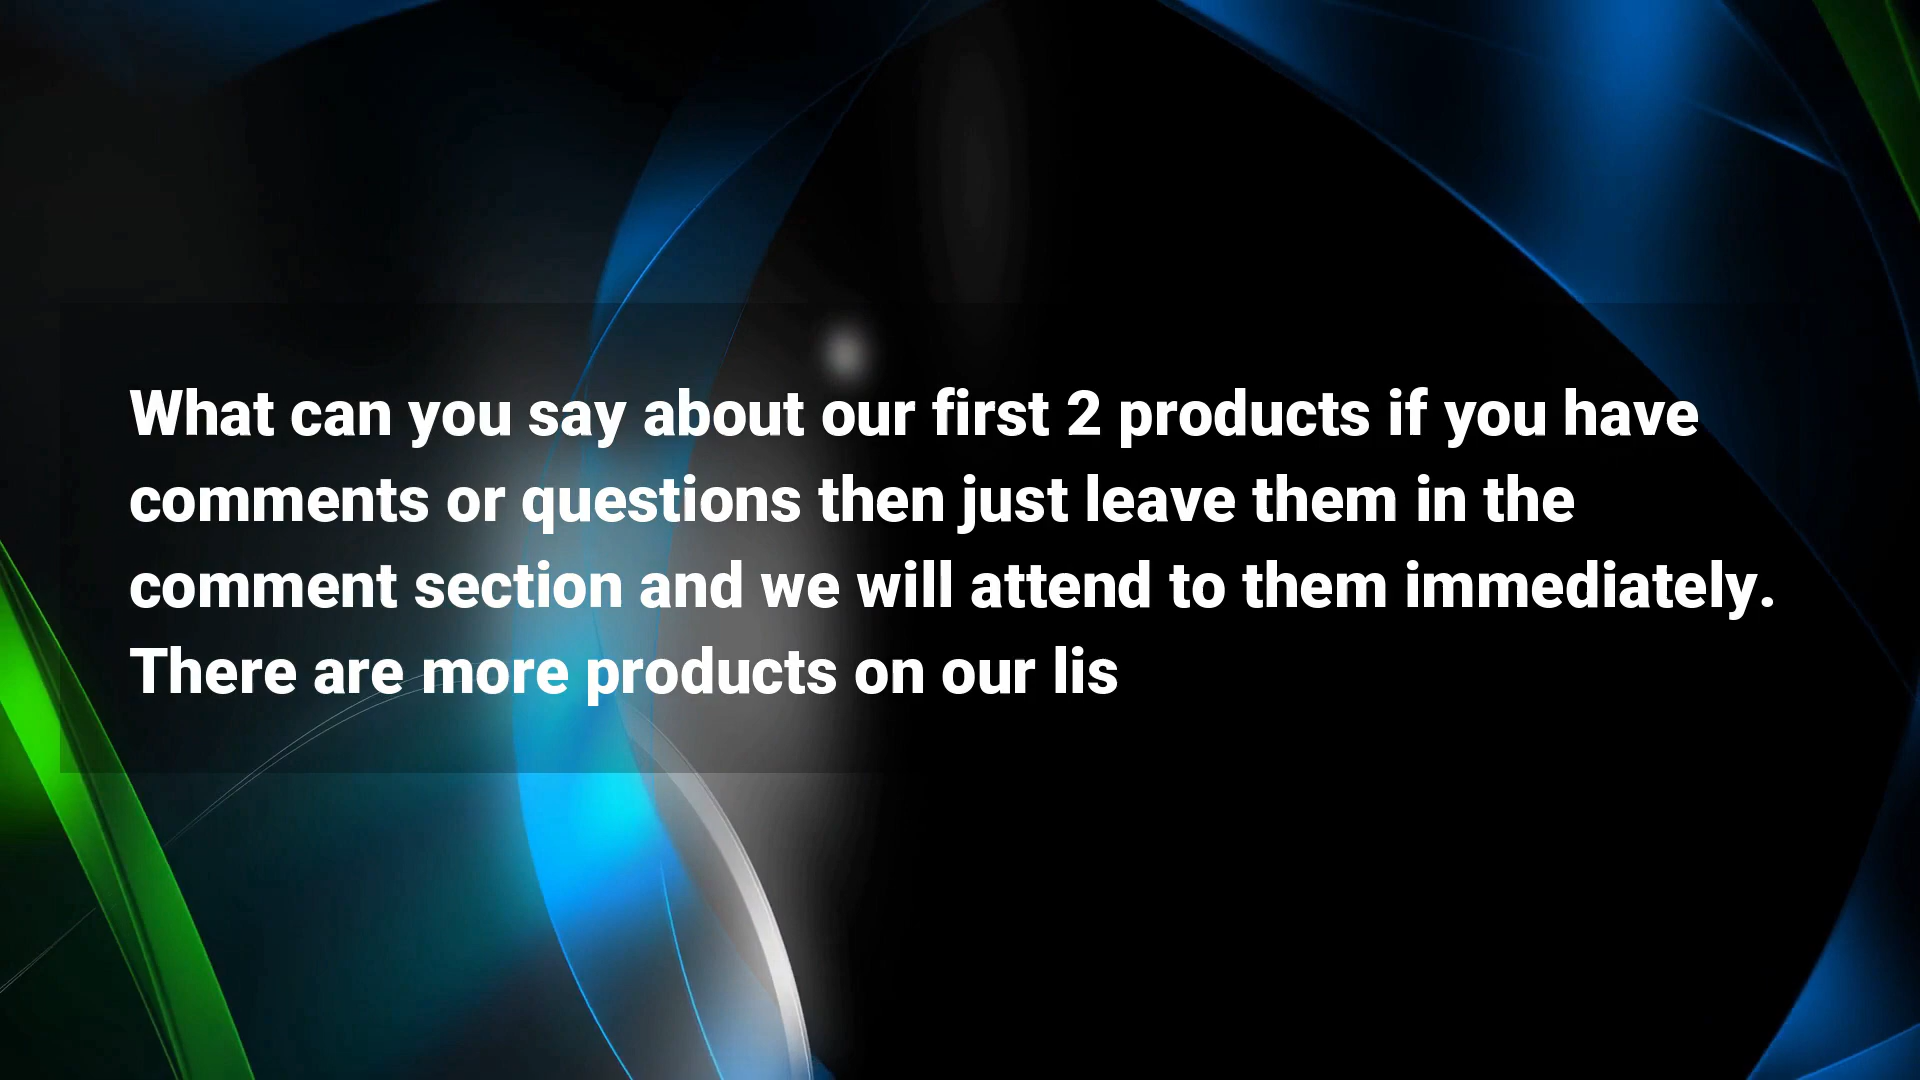 What can you say about our first 2 products if you have
comments or questions then just leave them in the
comment section and we will attend to them immediately.
There are more products on our lis